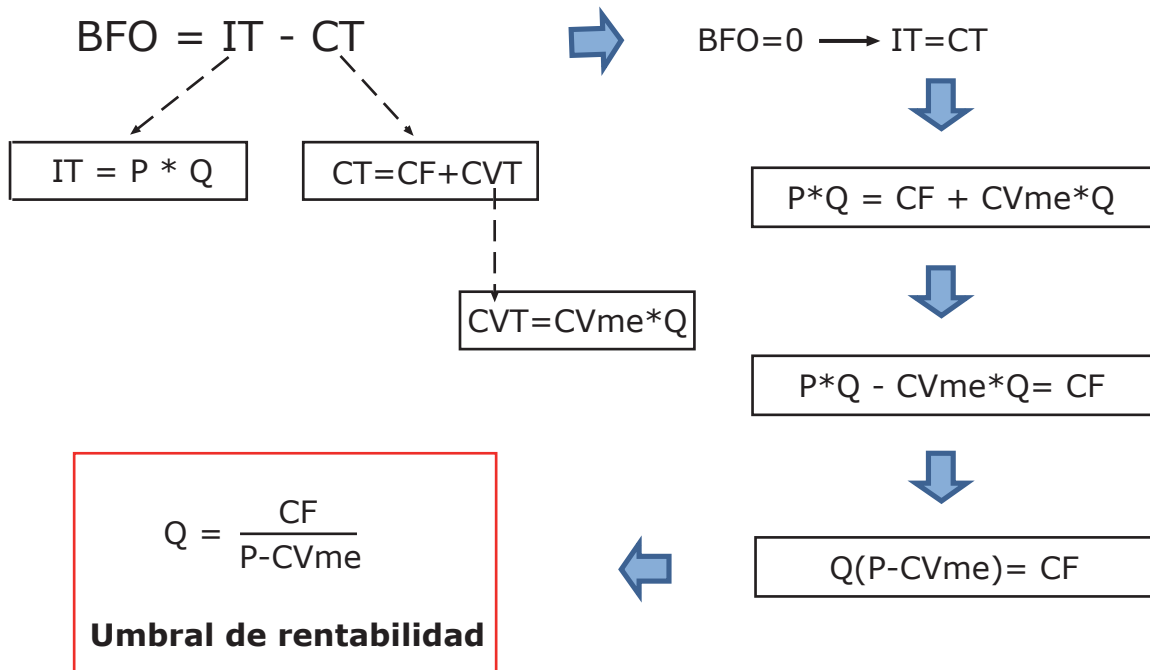 BFO = IT - CT
IT = P * Q
CT=CF+CVT
CVT=CVme*Q
BFO=0 → IT=CT
P*Q = CF + CVme*Q
P*Q - CVme*Q= CF
Q(P-CVme)= CF
Q = CF
P-CVme
Umbral de rentabilidad